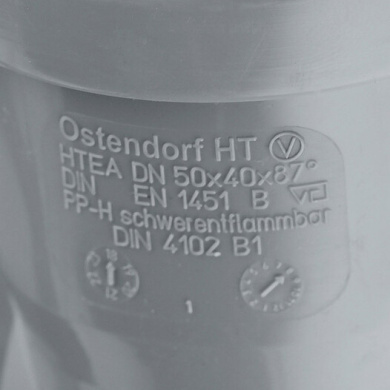 Ostendorf HT
HTEA DN 50x40x87°
DIN EN 1451 B
PP-H schwerentflammbar
DIN 4102 B1
1